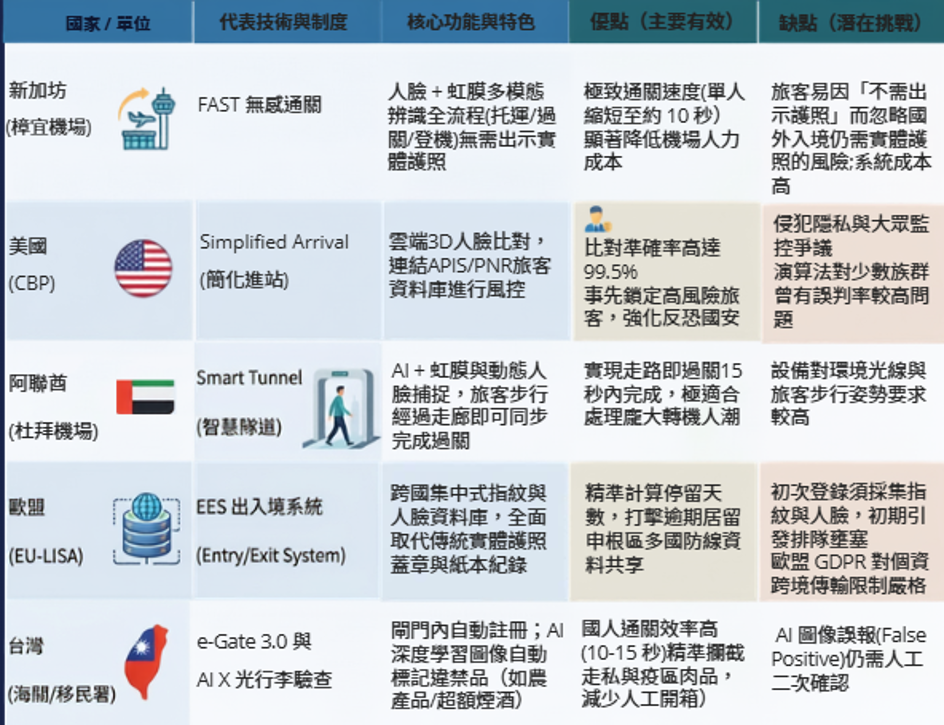 國家 / 單位
代表技術與制度
核心功能與特色
優點（主要有效）
缺點（潛在挑戰）
新加坡
(樟宜機場)
FAST 無感通關
人臉 + 虹膜多模態
辨識全流程(托運/過
關/登機)無需出示實
體護照
極致通關速度(單人
縮短至約 10 秒）
顯著降低機場人力
成本
旅客易因「不需出
示護照」而忽略國
外入境仍需實體護
照的風險;系統成本
高
美國
(CBP)
Simplified Arrival
(簡化進站)
雲端3D人臉比對，
連結APIS/PNR旅客
資料庫進行風控
比對準確率高達
99.5%
事先鎖定高風險旅
客，強化反恐國安
侵犯隱私與大眾監
控爭議
演算法對少數族群
曾有誤判率較高問
題
阿聯酋
(杜拜機場)
Smart Tunnel
(智慧隧道)
AI + 虹膜與動態人
臉捕捉，旅客步行
經過走廊即可同步
完成過關
實現走路即過關15
秒內完成，極適合
處理龐大轉機人潮
設備對環境光線與
旅客步行姿勢要求
較高
歐盟
(EU-LISA)
EES 出入境系統
(Entry/Exit System)
跨國集中式指紋與
人臉資料庫，全面
取代傳統實體護照
蓋章與紙本紀錄
精準計算停留天
數，打擊逾期居留
申根區多國防線資
料共享
初次登錄須採集指
紋與人臉，初期引
發排隊壅塞
歐盟 GDPR 對個資
跨境傳輸限制嚴格
台灣
(海關/移民署)
e-Gate 3.0 與
AI X 光行李驗查
閘門內自動註冊；AI
深度學習圖像自動
標記違禁品（如農
產品/超額煙酒）
國人通關效率高
(10-15 秒)精準攔截
走私與疫區肉品，
減少人工開箱）
AI 圖像誤報(False
Positive)仍需人工
二次確認